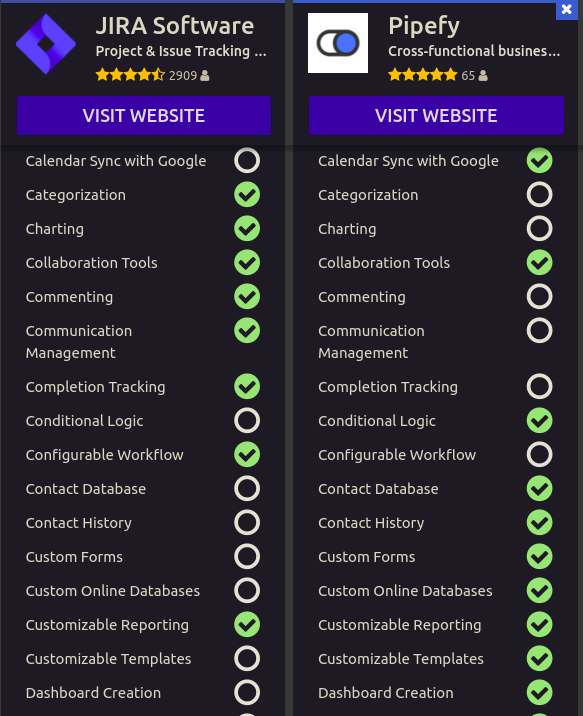 JIRA Software
Project & Issue Tracking ...
2909
VISIT WEBSITE
Calendar Sync with Google
Categorization
Charting
Collaboration Tools
Commenting
Communication
Management
Completion Tracking
Conditional Logic
Configurable Workflow
Contact Database
Contact History
Custom Forms
Custom Online Databases
Customizable Reporting
Customizable Templates
Dashboard Creation
Pipefy
Cross-functional busines...
65
VISIT WEBSITE
Calendar Sync with Google
Categorization
Charting
Collaboration Tools
Commenting
Communication
Management
Completion Tracking
Conditional Logic
Configurable Workflow
Contact Database
Contact History
Custom Forms
Custom Online Databases
Customizable Reporting
Customizable Templates
Dashboard Creation